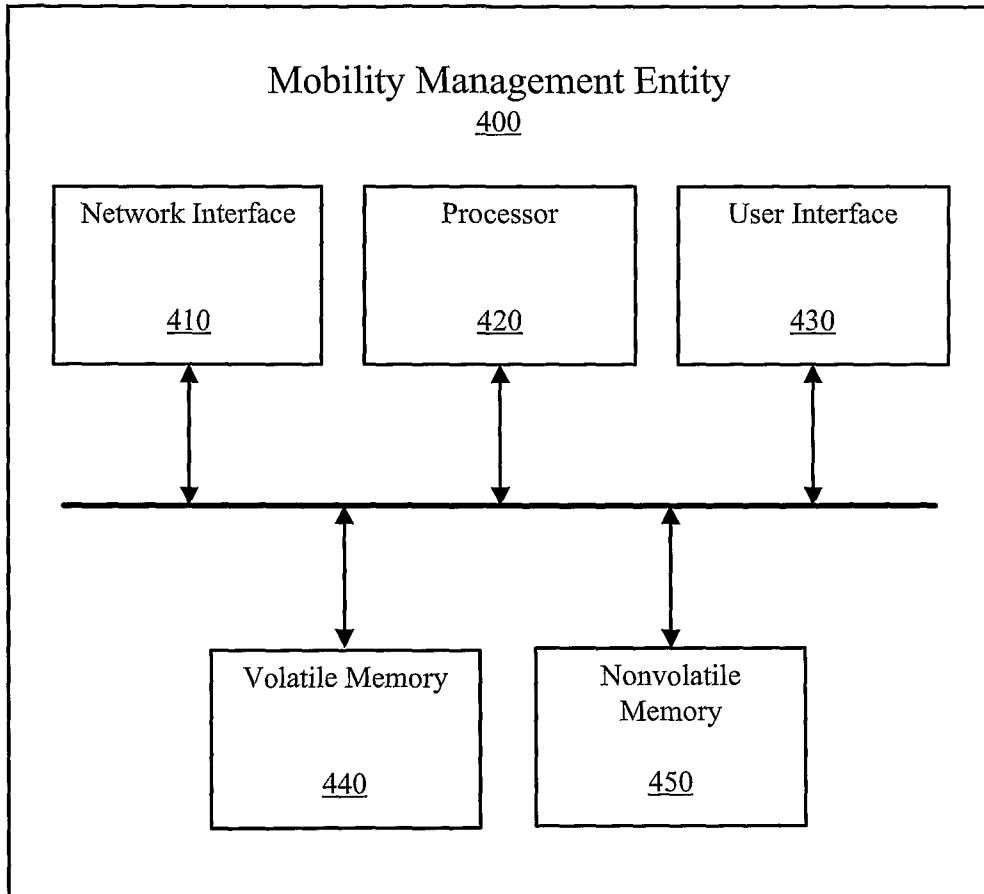 Mobility Management Entity
400
Network Interface
410
Processor
420
User Interface
430
Volatile Memory
440
Nonvolatile
Memory
450